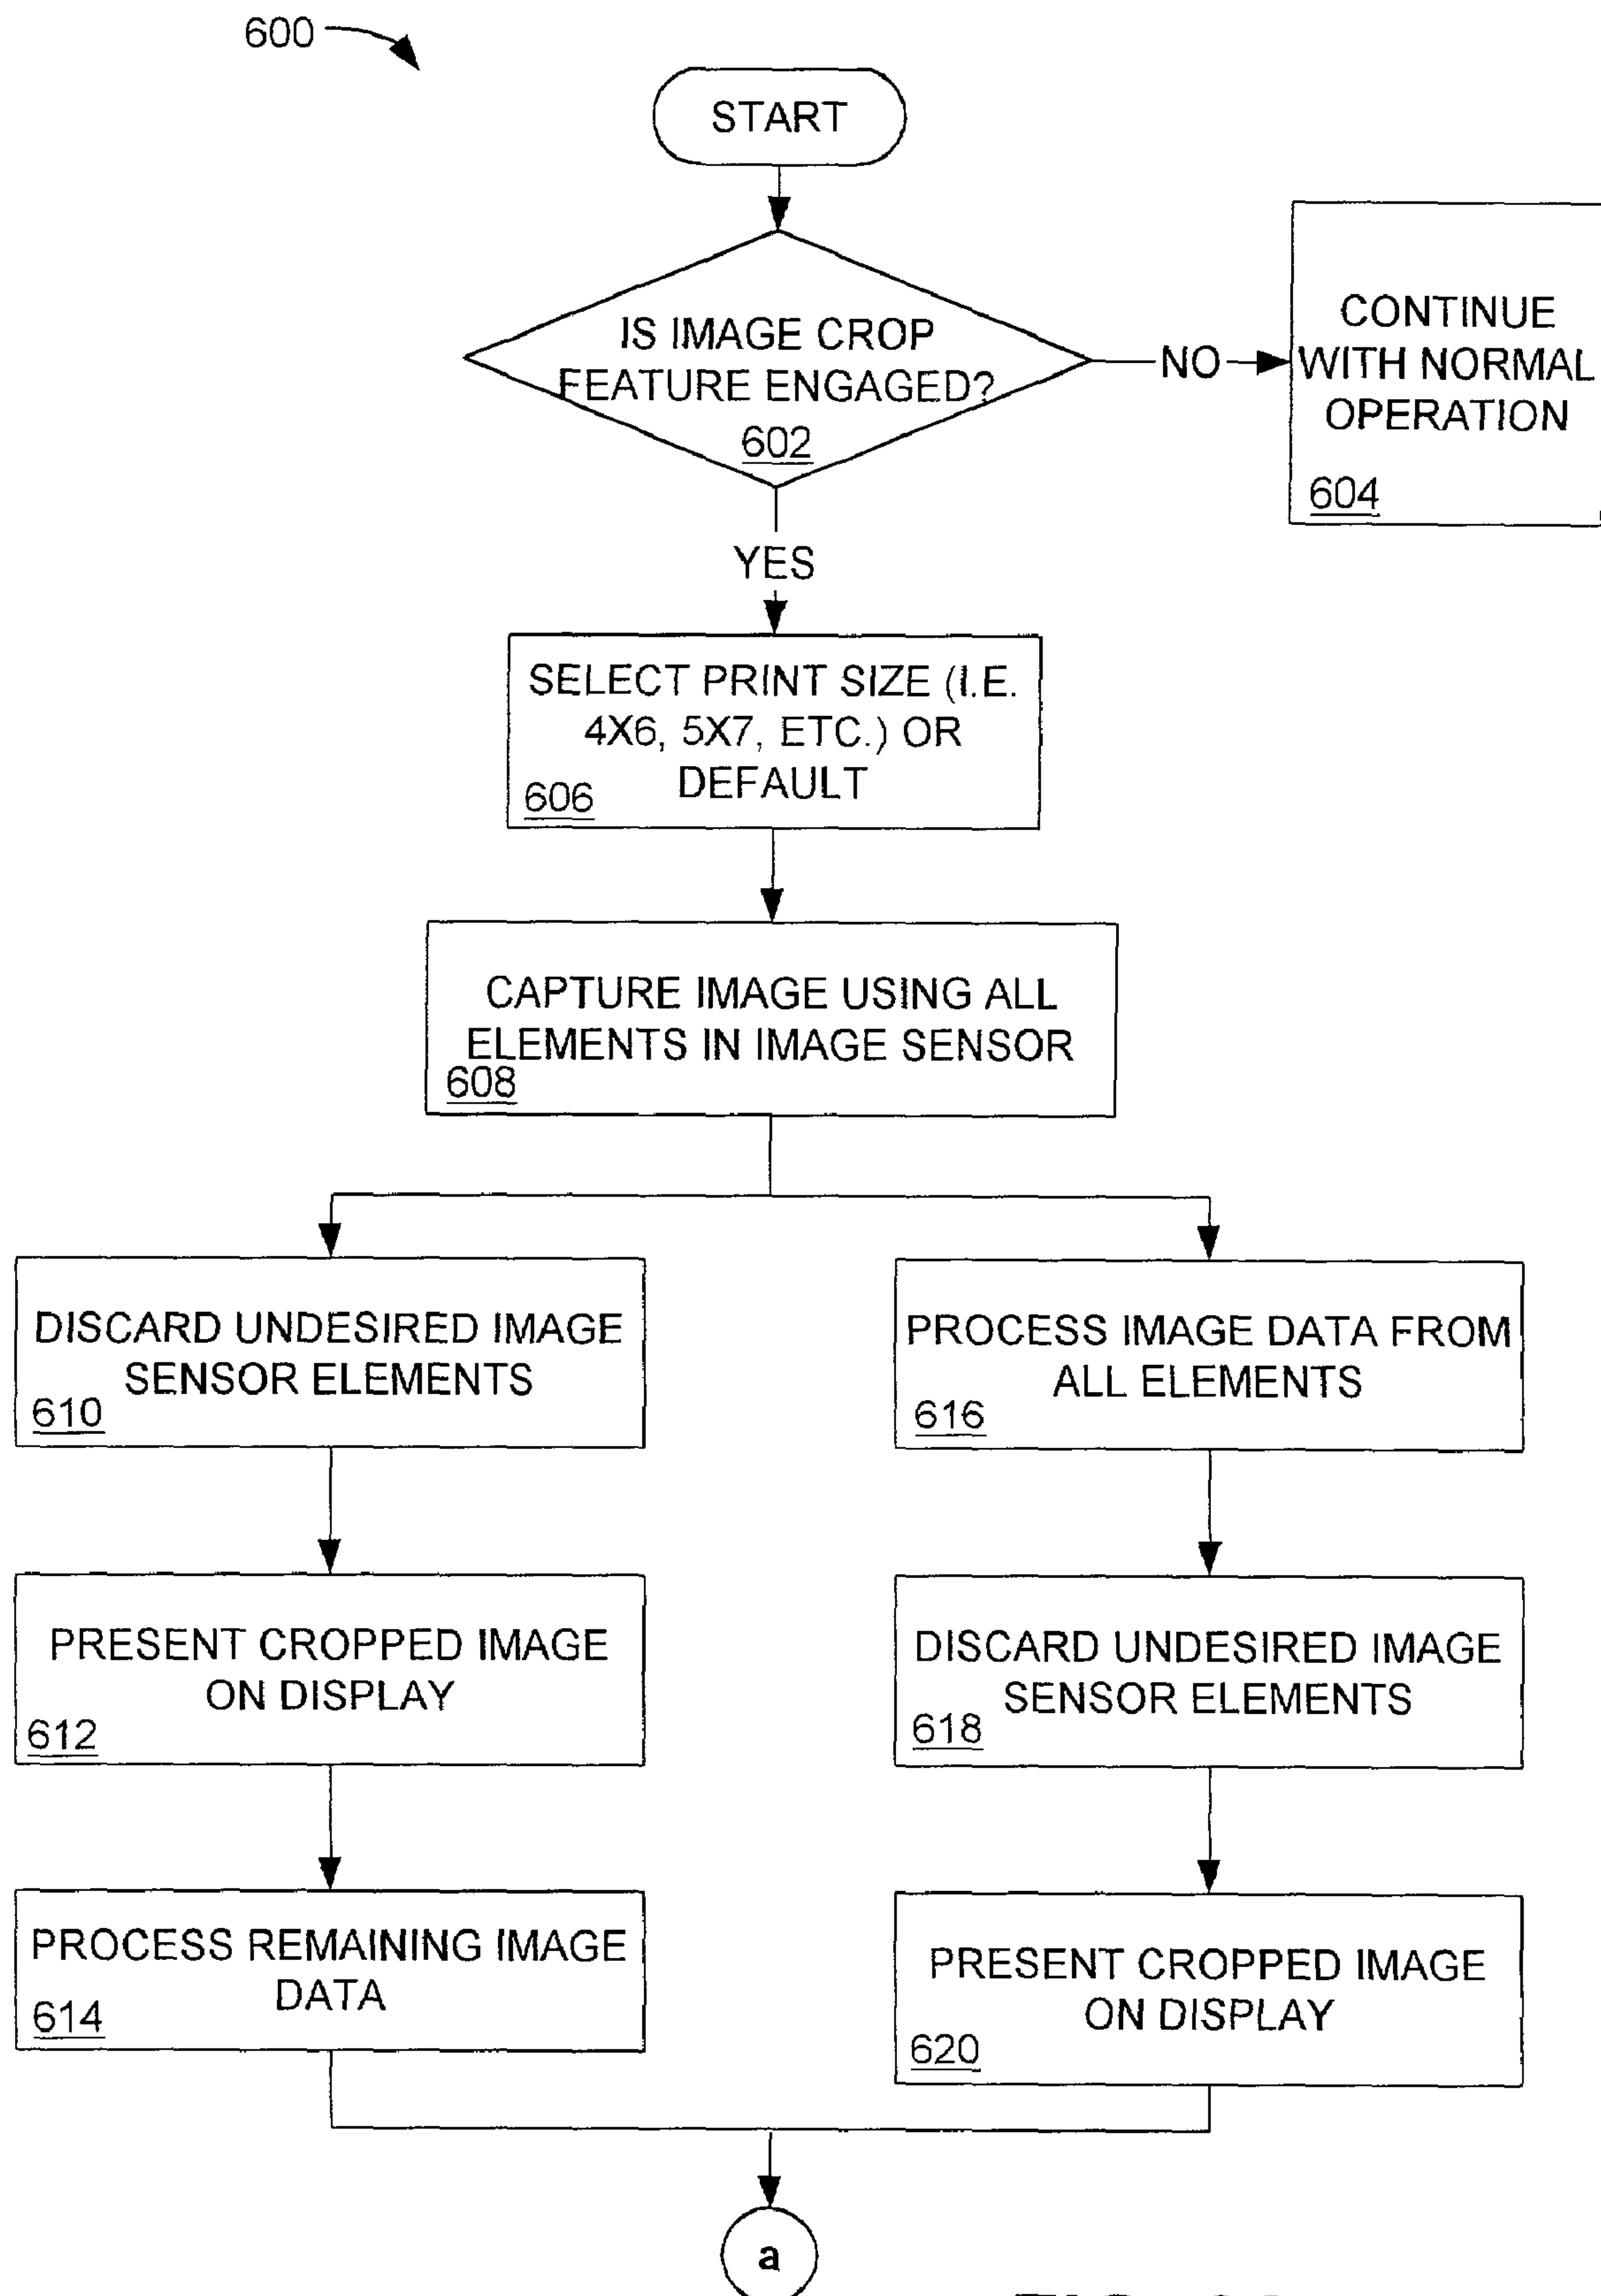 600
START
IS IMAGE CROP
FEATURE ENGAGED?
602
NO
CONTINUE
WITH NORMAL
OPERATION
604
YES
SELECT PRINT SIZE (I.E.
4X6, 5X7, ETC.) OR
DEFAULT
606
CAPTURE IMAGE USING ALL
ELEMENTS IN IMAGE SENSOR
608
DISCARD UNDESIRED IMAGE
SENSOR ELEMENTS
610
PRESENT CROPPED IMAGE
ON DISPLAY
612
PROCESS REMAINING IMAGE
DATA
614
PROCESS IMAGE DATA FROM
ALL ELEMENTS
616
DISCARD UNDESIRED IMAGE
SENSOR ELEMENTS
618
PRESENT CROPPED IMAGE
ON DISPLAY
620
a